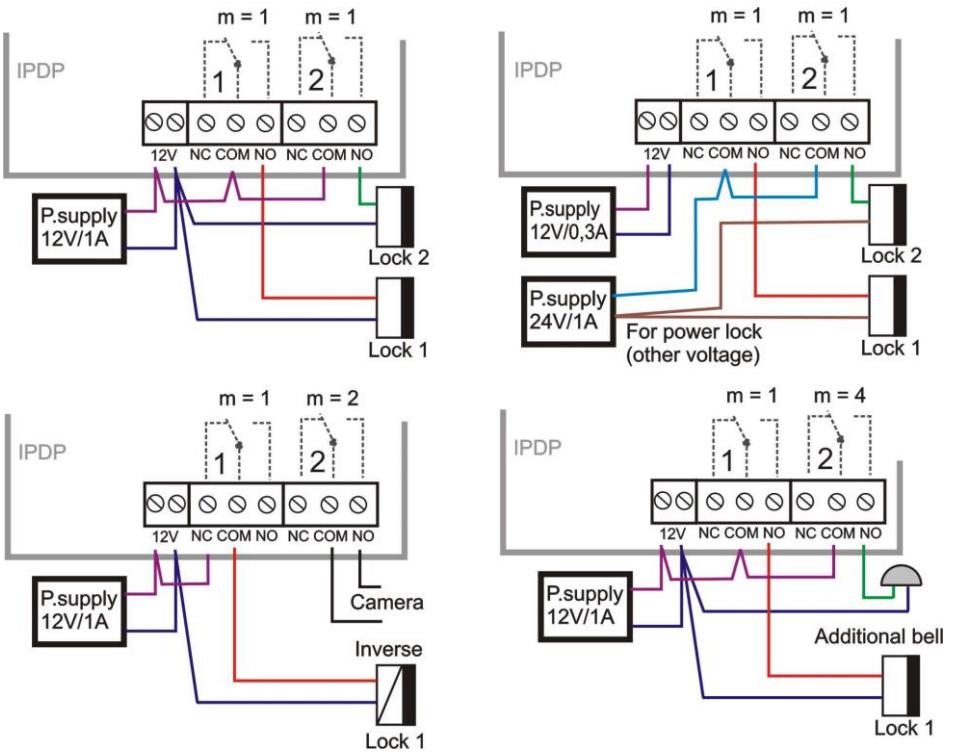 m = 1 m = 1
IPDP
1 2
12V NC COM NO NC COM NO
P.supply
12V/1A
Lock 2
Lock 1
m = 1 m = 1
IPDP
1 2
12V NC COM NO NC COM NO
P.supply
12V/0,3A
Lock 2
P.supply
24V/1A
For power lock
(other voltage)
Lock 1
m = 1 m = 2
IPDP
1 2
12V NC COM NO NC COM NO
P.supply
12V/1A
Camera
Inverse
Lock 1
m = 1 m = 4
IPDP
1 2
12V NC COM NO NC COM NO
P.supply
12V/1A
Additional bell
Lock 1